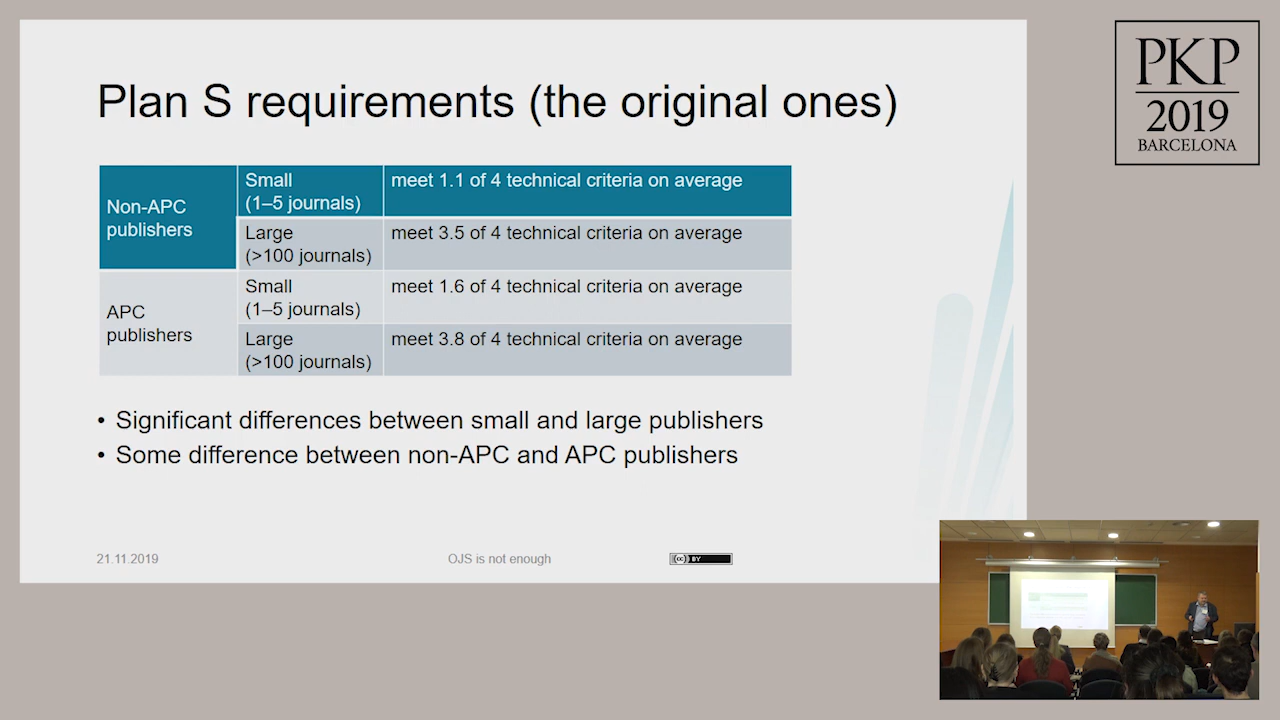 Plan S requirements (the original ones)
Non-APC
publishers
Small
(1–5 journals)
meet 1.1 of 4 technical criteria on average
Large
(>100 journals)
meet 3.5 of 4 technical criteria on average
APC
publishers
Small
(1–5 journals)
meet 1.6 of 4 technical criteria on average
Large
(>100 journals)
meet 3.8 of 4 technical criteria on average
• Significant differences between small and large publishers
• Some difference between non-APC and APC publishers
21.11.2019
OJS is not enough
cc BY
PKP
2019
BARCELONA